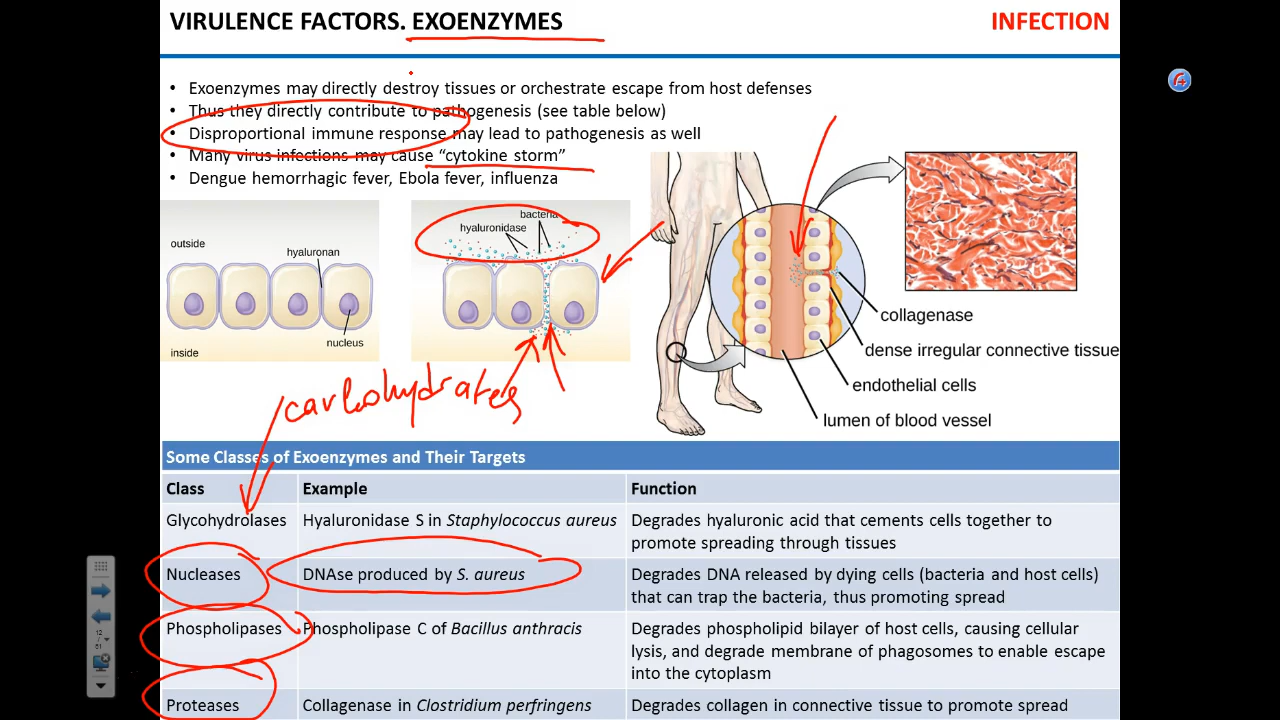 VIRULENCE FACTORS. EXOENZYMES
INFECTION
• Exoenzymes may directly destroy tissues or orchestrate escape from host defenses
• Thus they directly contribute to pathogenesis (see table below)
• Disproportional immune response may lead to pathogenesis as well
• Many virus infections may cause “cytokine storm”
• Dengue hemorrhagic fever, Ebola fever, influenza
outside
hyaluronan
nucleus
inside
bacteria
hyaluronidase
collagenase
dense irregular connective tissue
endothelial cells
lumen of blood vessel
carbohydrates
Some Classes of Exoenzymes and Their Targets
Class Example Function
Glycohydrolases Hyaluronidase S in Staphylococcus aureus Degrades hyaluronic acid that cements cells together to
promote spreading through tissues
Nucleases DNAse produced by S. aureus Degrades DNA released by dying cells (bacteria and host cells)
that can trap the bacteria, thus promoting spread
Phospholipases Phospholipase C of Bacillus anthracis Degrades phospholipid bilayer of host cells, causing cellular
lysis, and degrade membrane of phagosomes to enable escape
into the cytoplasm
Proteases Collagenase in Clostridium perfringens Degrades collagen in connective tissue to promote spread
12
/
61